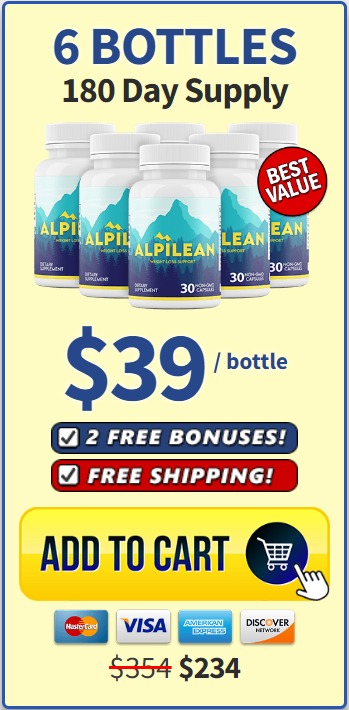 6 BOTTLES
180 Day Supply
BEST
VALUE
ALPILEAN
WEIGHT LOSS SUPPORT
DIETARY
SUPPLEMENT
30 NON-GMO
CAPSULES
$39 / bottle
2 FREE BONUSES!
FREE SHIPPING!
ADD TO CART
MasterCard
VISA
AMERICAN
EXPRESS
DISCOVER
NETWORK
$354 $234